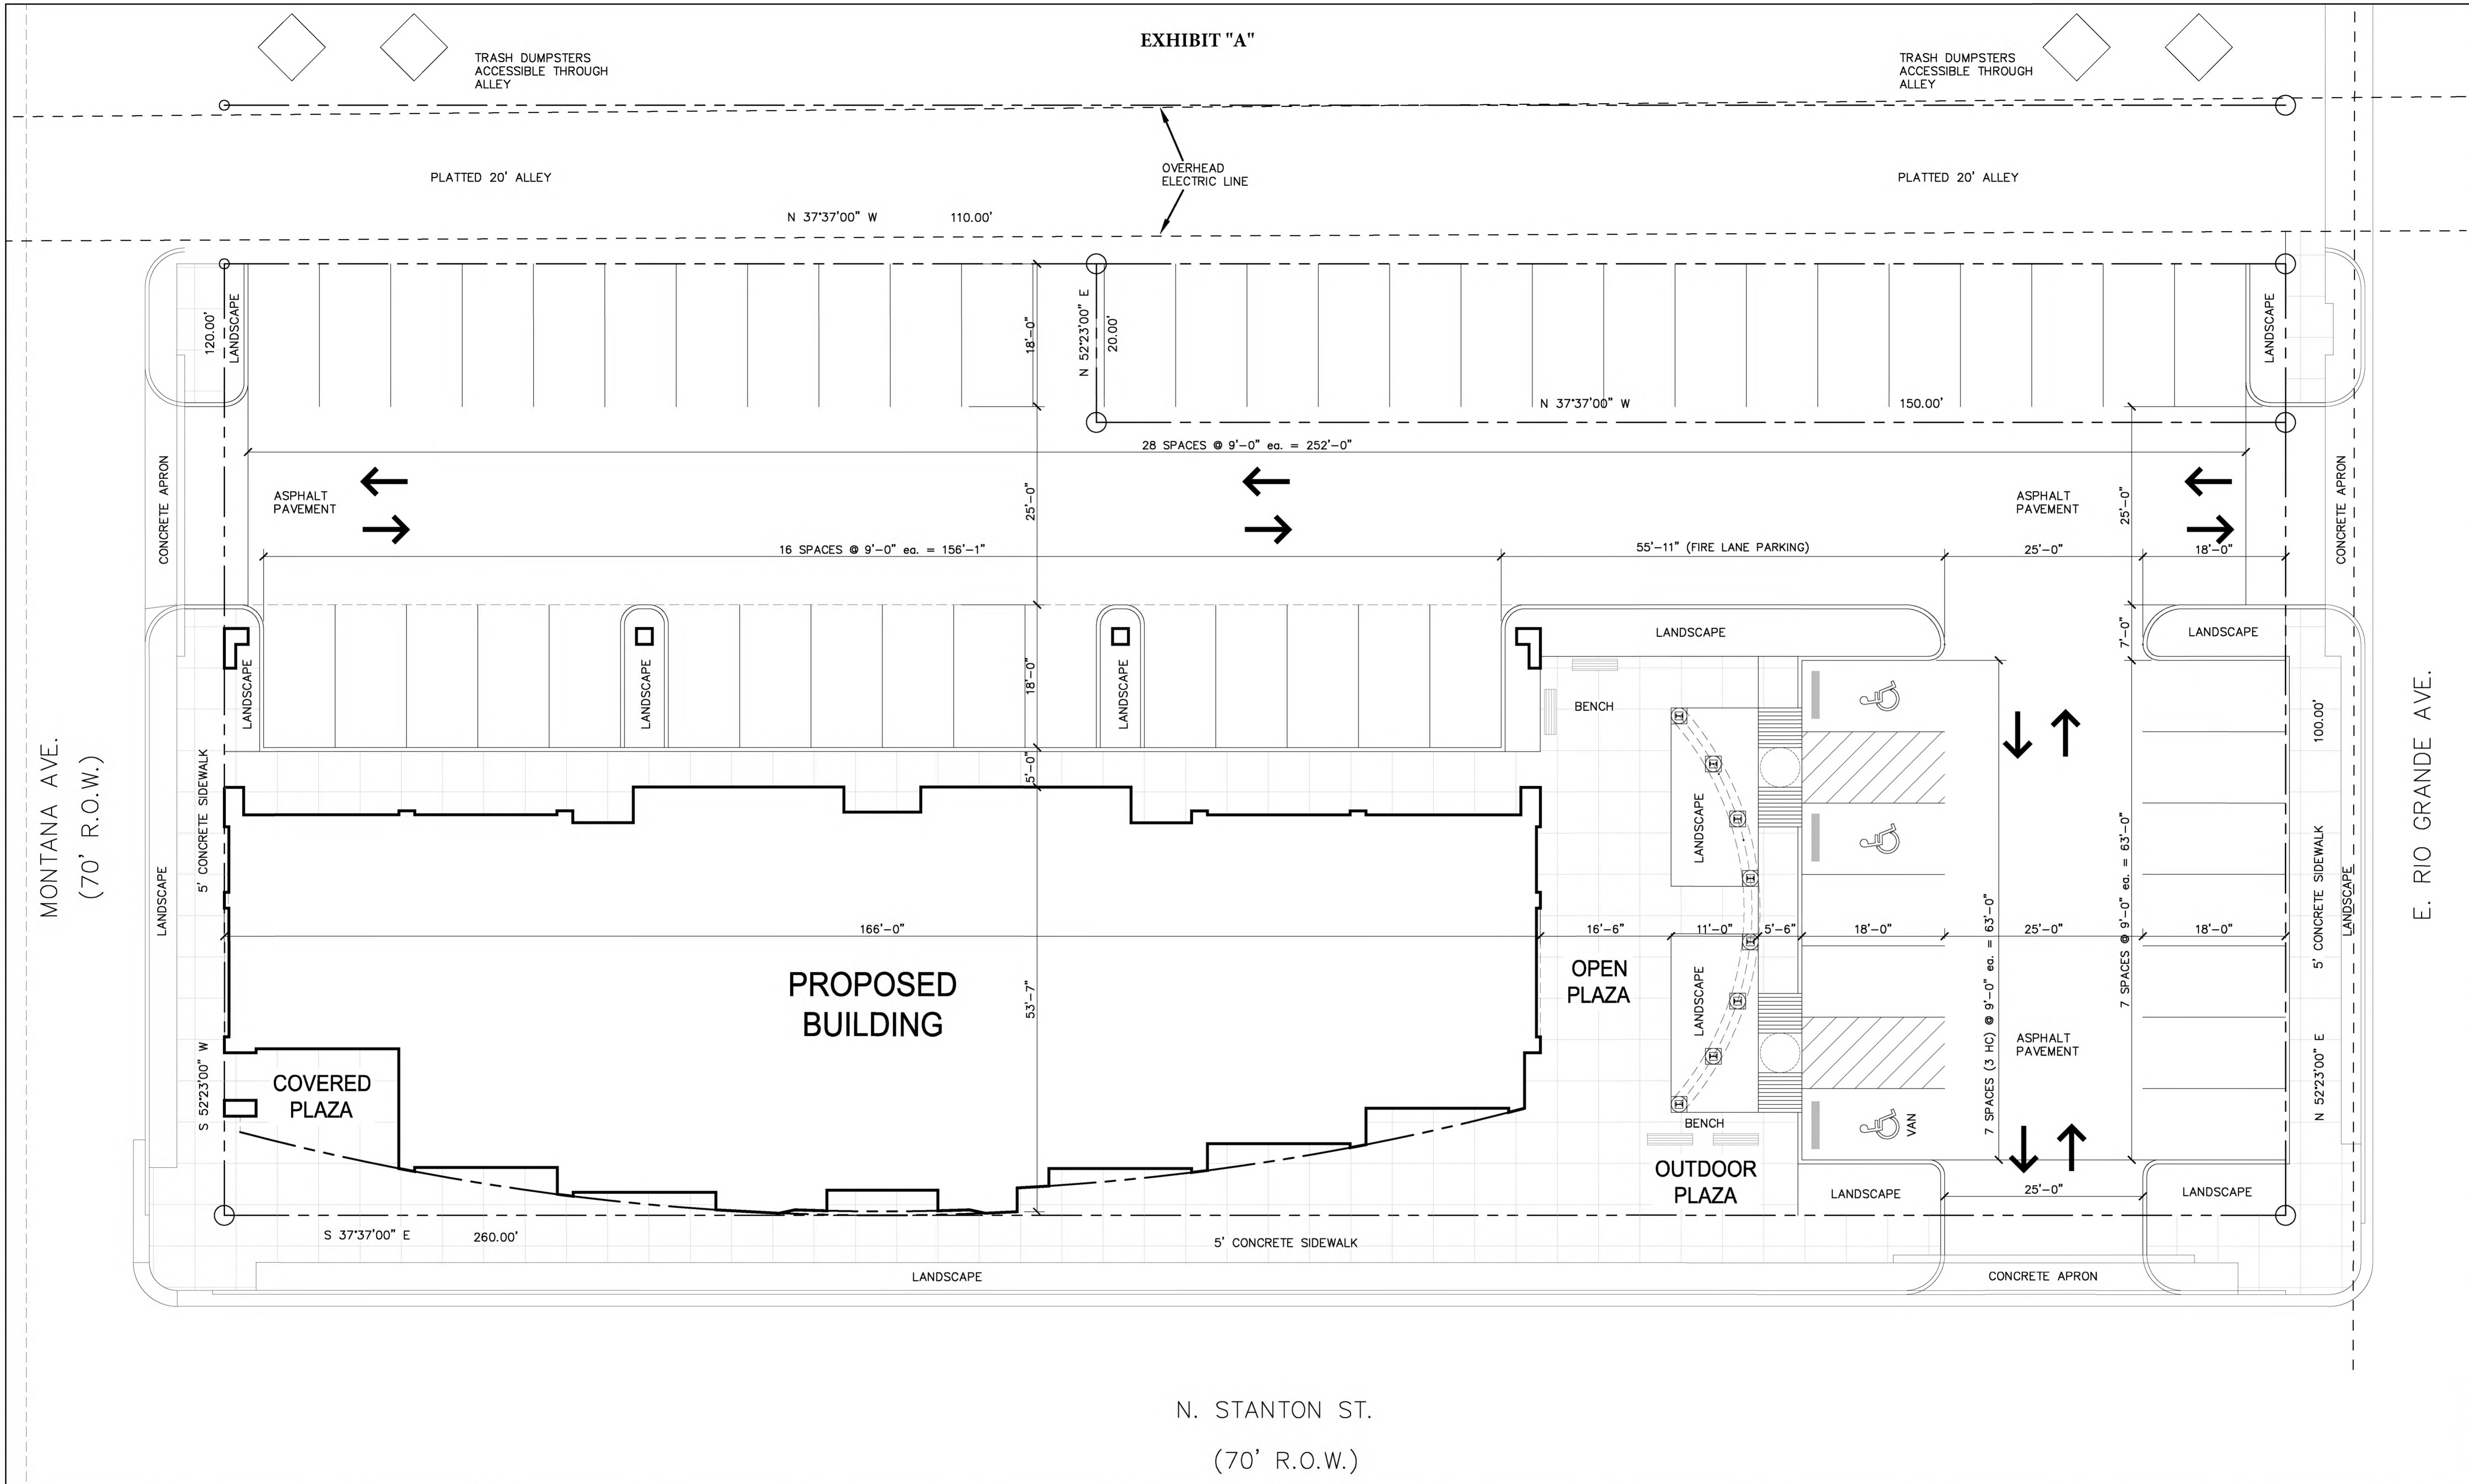 EXHIBIT "A"
TRASH DUMPSTERS
ACCESSIBLE THROUGH
ALLEY
TRASH DUMPSTERS
ACCESSIBLE THROUGH
ALLEY
OVERHEAD
ELECTRIC LINE
PLATTED 20' ALLEY
PLATTED 20' ALLEY
N 37°37'00" W
110.00'
120.00'
LANDSCAPE
18'-0"
N 52°23'00" E
20.00'
LANDSCAPE
N 37°37'00" W
150.00'
28 SPACES @ 9'-0" ea. = 252'-0"
CONCRETE APRON
ASPHALT
PAVEMENT
25'-0"
ASPHALT
PAVEMENT
25'-0"
CONCRETE APRON
16 SPACES @ 9'-0" ea. = 156'-1"
55'-11" (FIRE LANE PARKING)
25'-0"
18'-0"
LANDSCAPE
LANDSCAPE
7'-0"
LANDSCAPE
LANDSCAPE
LANDSCAPE
18'-0"
BENCH
100.00'
MONTANA AVE.
(70' R.O.W.)
5' CONCRETE SIDEWALK
5'-0"
LANDSCAPE
E. RIO GRANDE AVE.
LANDSCAPE
5' CONCRETE SIDEWALK
LANDSCAPE
166'-0"
16'-6"
11'-0"
5'-6"
18'-0"
25'-0"
18'-0"
7 SPACES (3 HC) @ 9'-0" ea. = 63'-0"
7 SPACES @ 9'-0" ea. = 63'-0"
PROPOSED
BUILDING
53'-7"
OPEN
PLAZA
LANDSCAPE
ASPHALT
PAVEMENT
S 52°23'00" W
COVERED
PLAZA
N 52°23'00" E
BENCH
VAN
OUTDOOR
PLAZA
LANDSCAPE
25'-0"
LANDSCAPE
S 37°37'00" E
260.00'
5' CONCRETE SIDEWALK
LANDSCAPE
CONCRETE APRON
N. STANTON ST.
(70' R.O.W.)